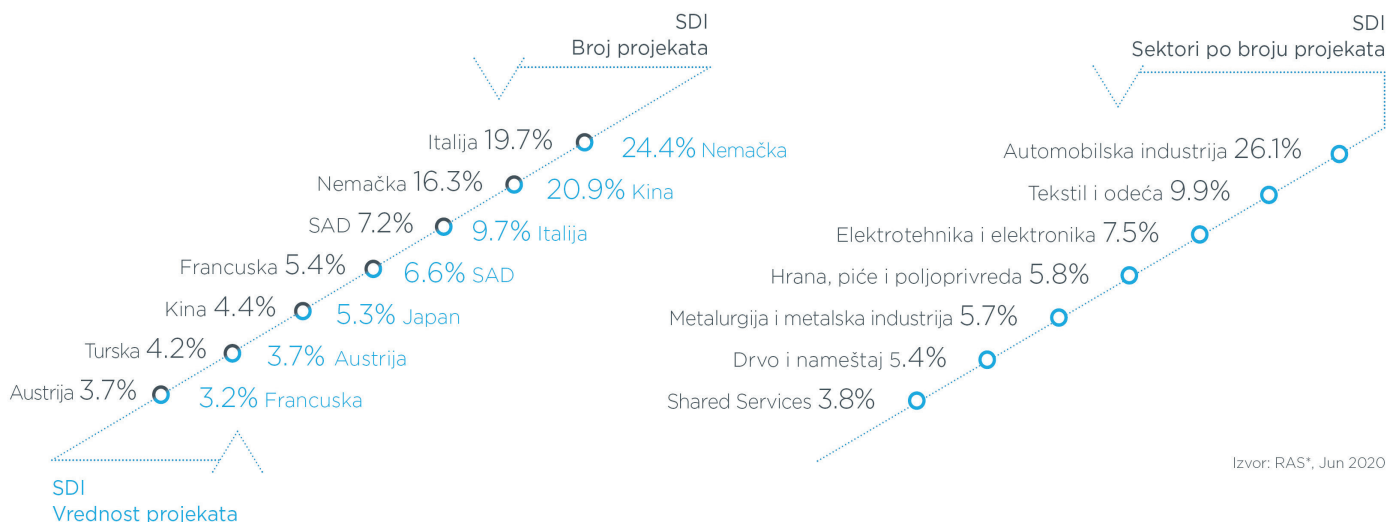 SDI
Broj projekata
Italija 19.7%
24.4% Nemačka
Nemačka 16.3%
20.9% Kina
SAD 7.2%
9.7% Italija
Francuska 5.4%
6.6% SAD
Kina 4.4%
5.3% Japan
Turska 4.2%
3.7% Austrija
Austrija 3.7%
3.2% Francuska
SDI
Vrednost projekata
SDI
Sektori po broju projekata
Automobilska industrija 26.1%
Tekstil i odeća 9.9%
Elektrotehnika i elektronika 7.5%
Hrana, piće i poljoprivreda 5.8%
Metalurgija i metalska industrija 5.7%
Drvo i nameštaj 5.4%
Shared Services 3.8%
Izvor: RAS*, Jun 2020